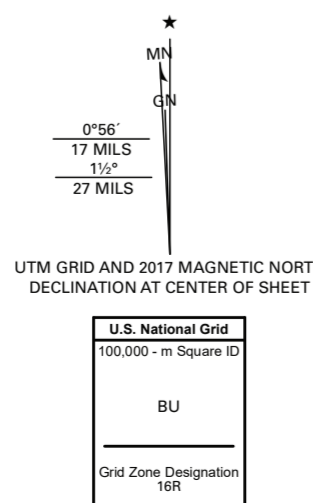 ★
MN
GN
0°56´
17 MILS
1½°
27 MILS
UTM GRID AND 2017 MAGNETIC NORT
DECLINATION AT CENTER OF SHEET
U.S. National Grid
100,000 - m Square ID
BU
Grid Zone Designation
16R